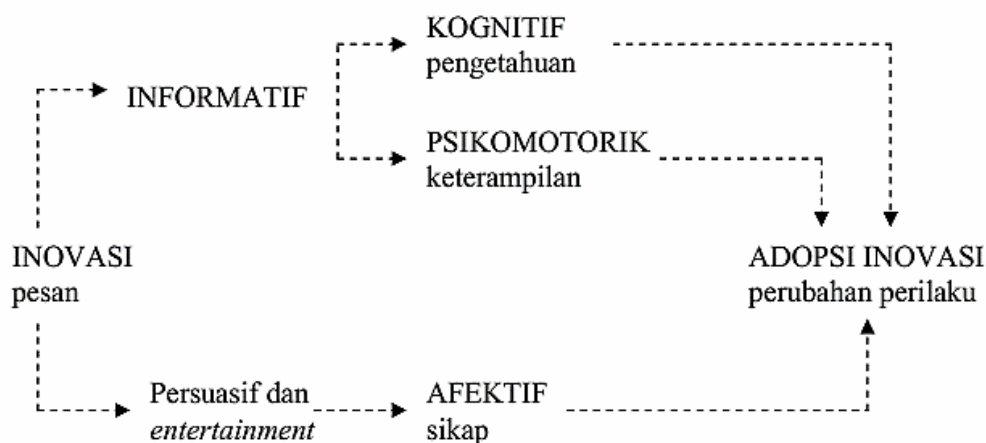 KOGNITIF
pengetahuan
INFORMATIF
PSIKOMOTORIK
keterampilan
INOVASI
pesan
ADOPSI INOVASI
perubahan perilaku
Persuasif dan
entertainment
AFEKTIF
sikap